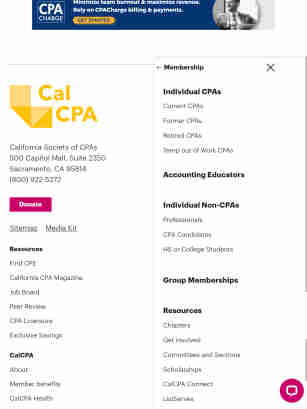 CPA
CHARGE
Minimize team burnout & maximize revenue.
Rely on CPACharge billing & payments.
GET STARTED
← Membership
Individual CPAs
Current CPAs
Former CPAs
Retired CPAs
Temp out of Work CPAs
Accounting Educators
Individual Non-CPAs
Professionals
CPA Candidates
HS or College Students
Group Memberships
Resources
Chapters
Get Involved
Committees and Sections
Scholarships
CalCPA Connect
ListServes
Cal
CPA
California Society of CPAs
500 Capitol Mall, Suite 2350
Sacramento, CA 95814
(800) 922-5272
Donate
Sitemap Media Kit
Resources
Find CPE
California CPA Magazine
Job Board
Peer Review
CPA Licensure
Exclusive Savings
CalCPA
About
Member benefits
CalCPA Health